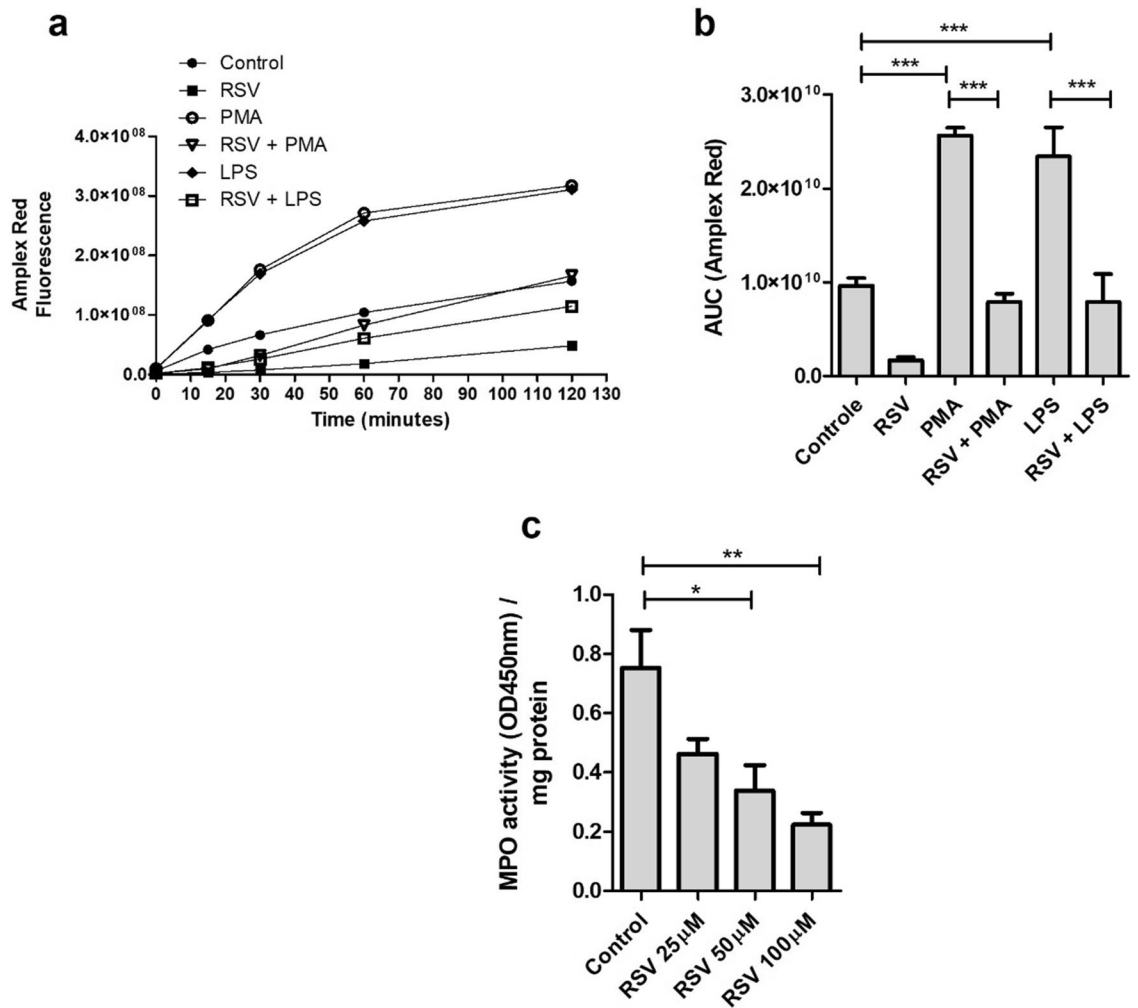 a
Control
RSV
PMA
RSV + PMA
LPS
RSV + LPS
4.0×10⁰⁸
3.0×10⁰⁸
2.0×10⁰⁸
1.0×10⁰⁸
0.0
Amplex Red
Fluorescence
0 10 20 30 40 50 60 70 80 90 100 110 120 130
Time (minutes)
b
***
***
*** ***
3.0×10¹⁰
2.0×10¹⁰
1.0×10¹⁰
0.0
AUC (Amplex Red)
Controle
RSV
PMA
RSV + PMA
LPS
RSV + LPS
c
**
*
1.0
0.8
0.6
0.4
0.2
0.0
MPO activity (OD450nm) /
mg protein
Control
RSV 25µM
RSV 50µM
RSV 100µM